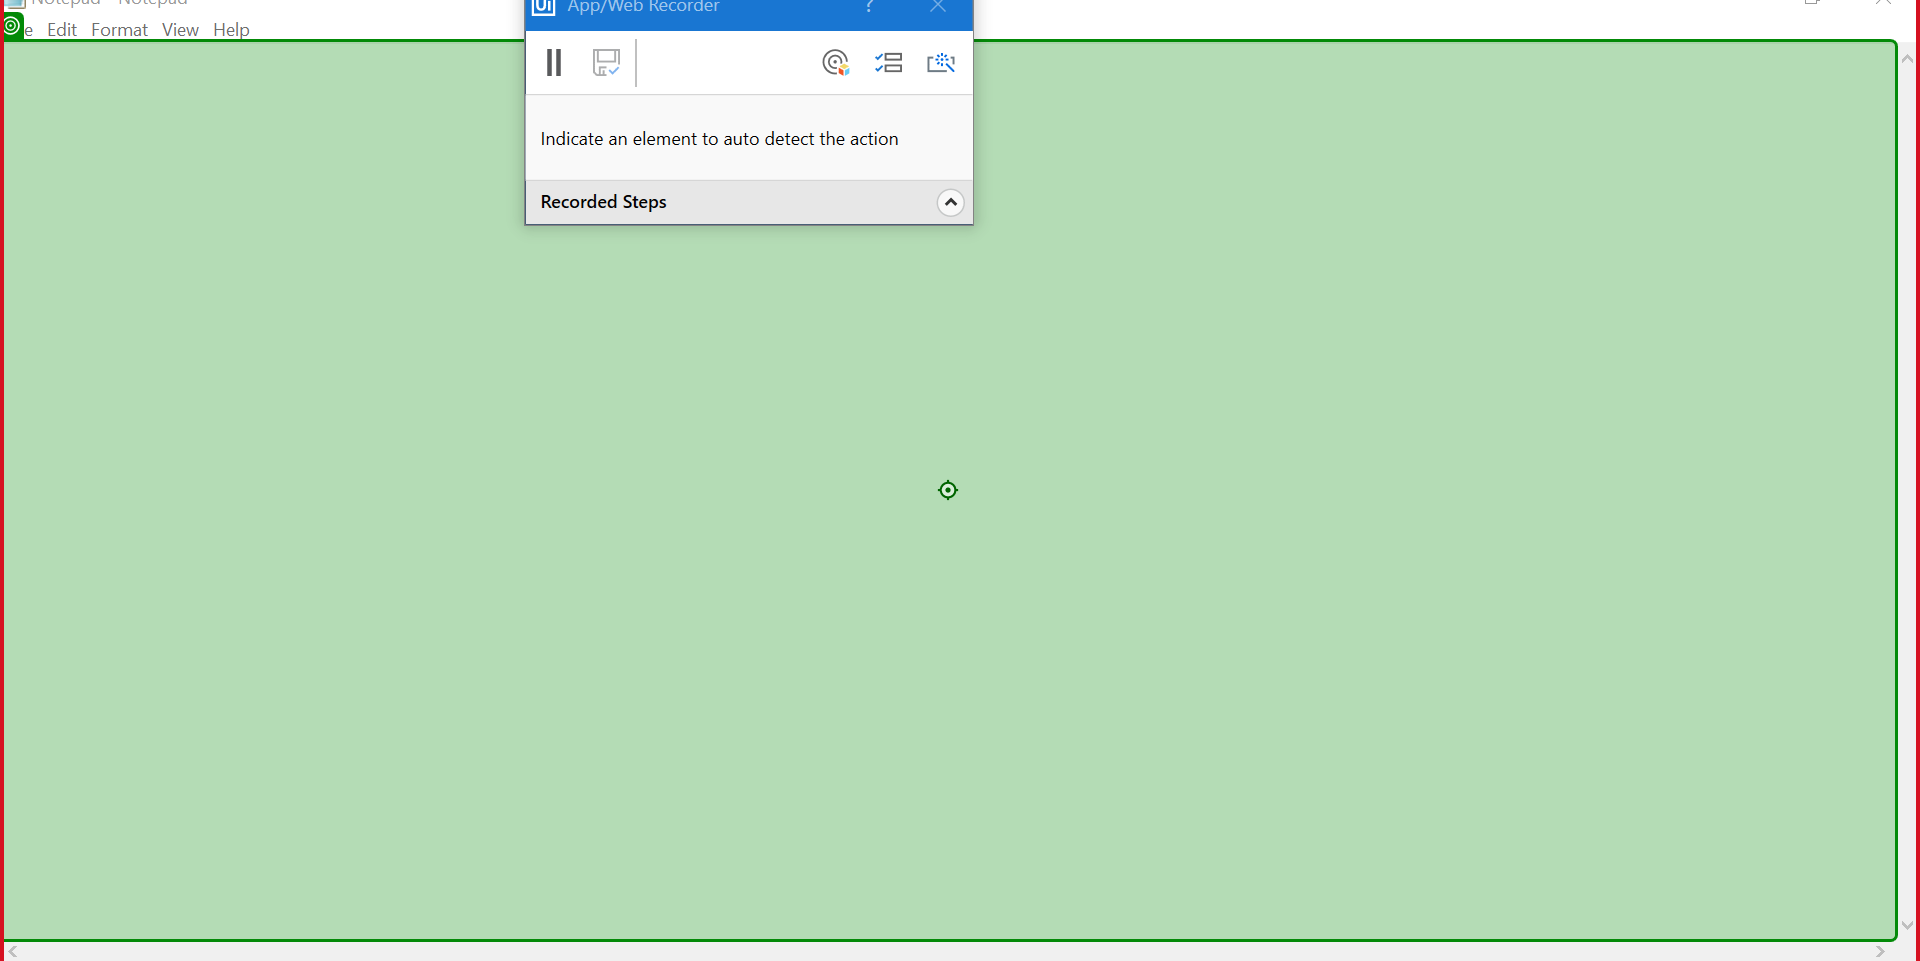 Notepad - Notepad
e Edit Format View Help
Ui App/Web Recorder ?
Indicate an element to auto detect the action
Recorded Steps